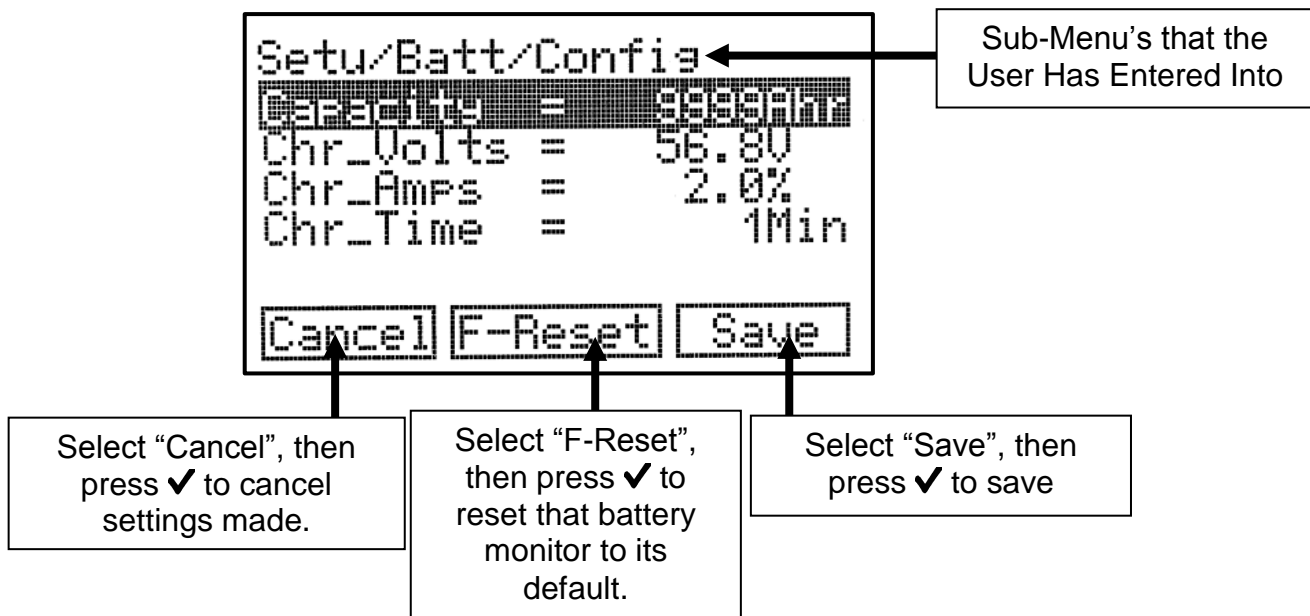 Setu/Batt/Config
Capacity = 9999Ahr
Chr_Volts = 56.8V
Chr_Amps = 2.0%
Chr_Time = 1Min
Cancel F-Reset Save
Sub-Menu's that the
User Has Entered Into
Select “Cancel”, then
press ✓ to cancel
settings made.
Select “F-Reset”,
then press ✓ to
reset that battery
monitor to its
default.
Select “Save”, then
press ✓ to save